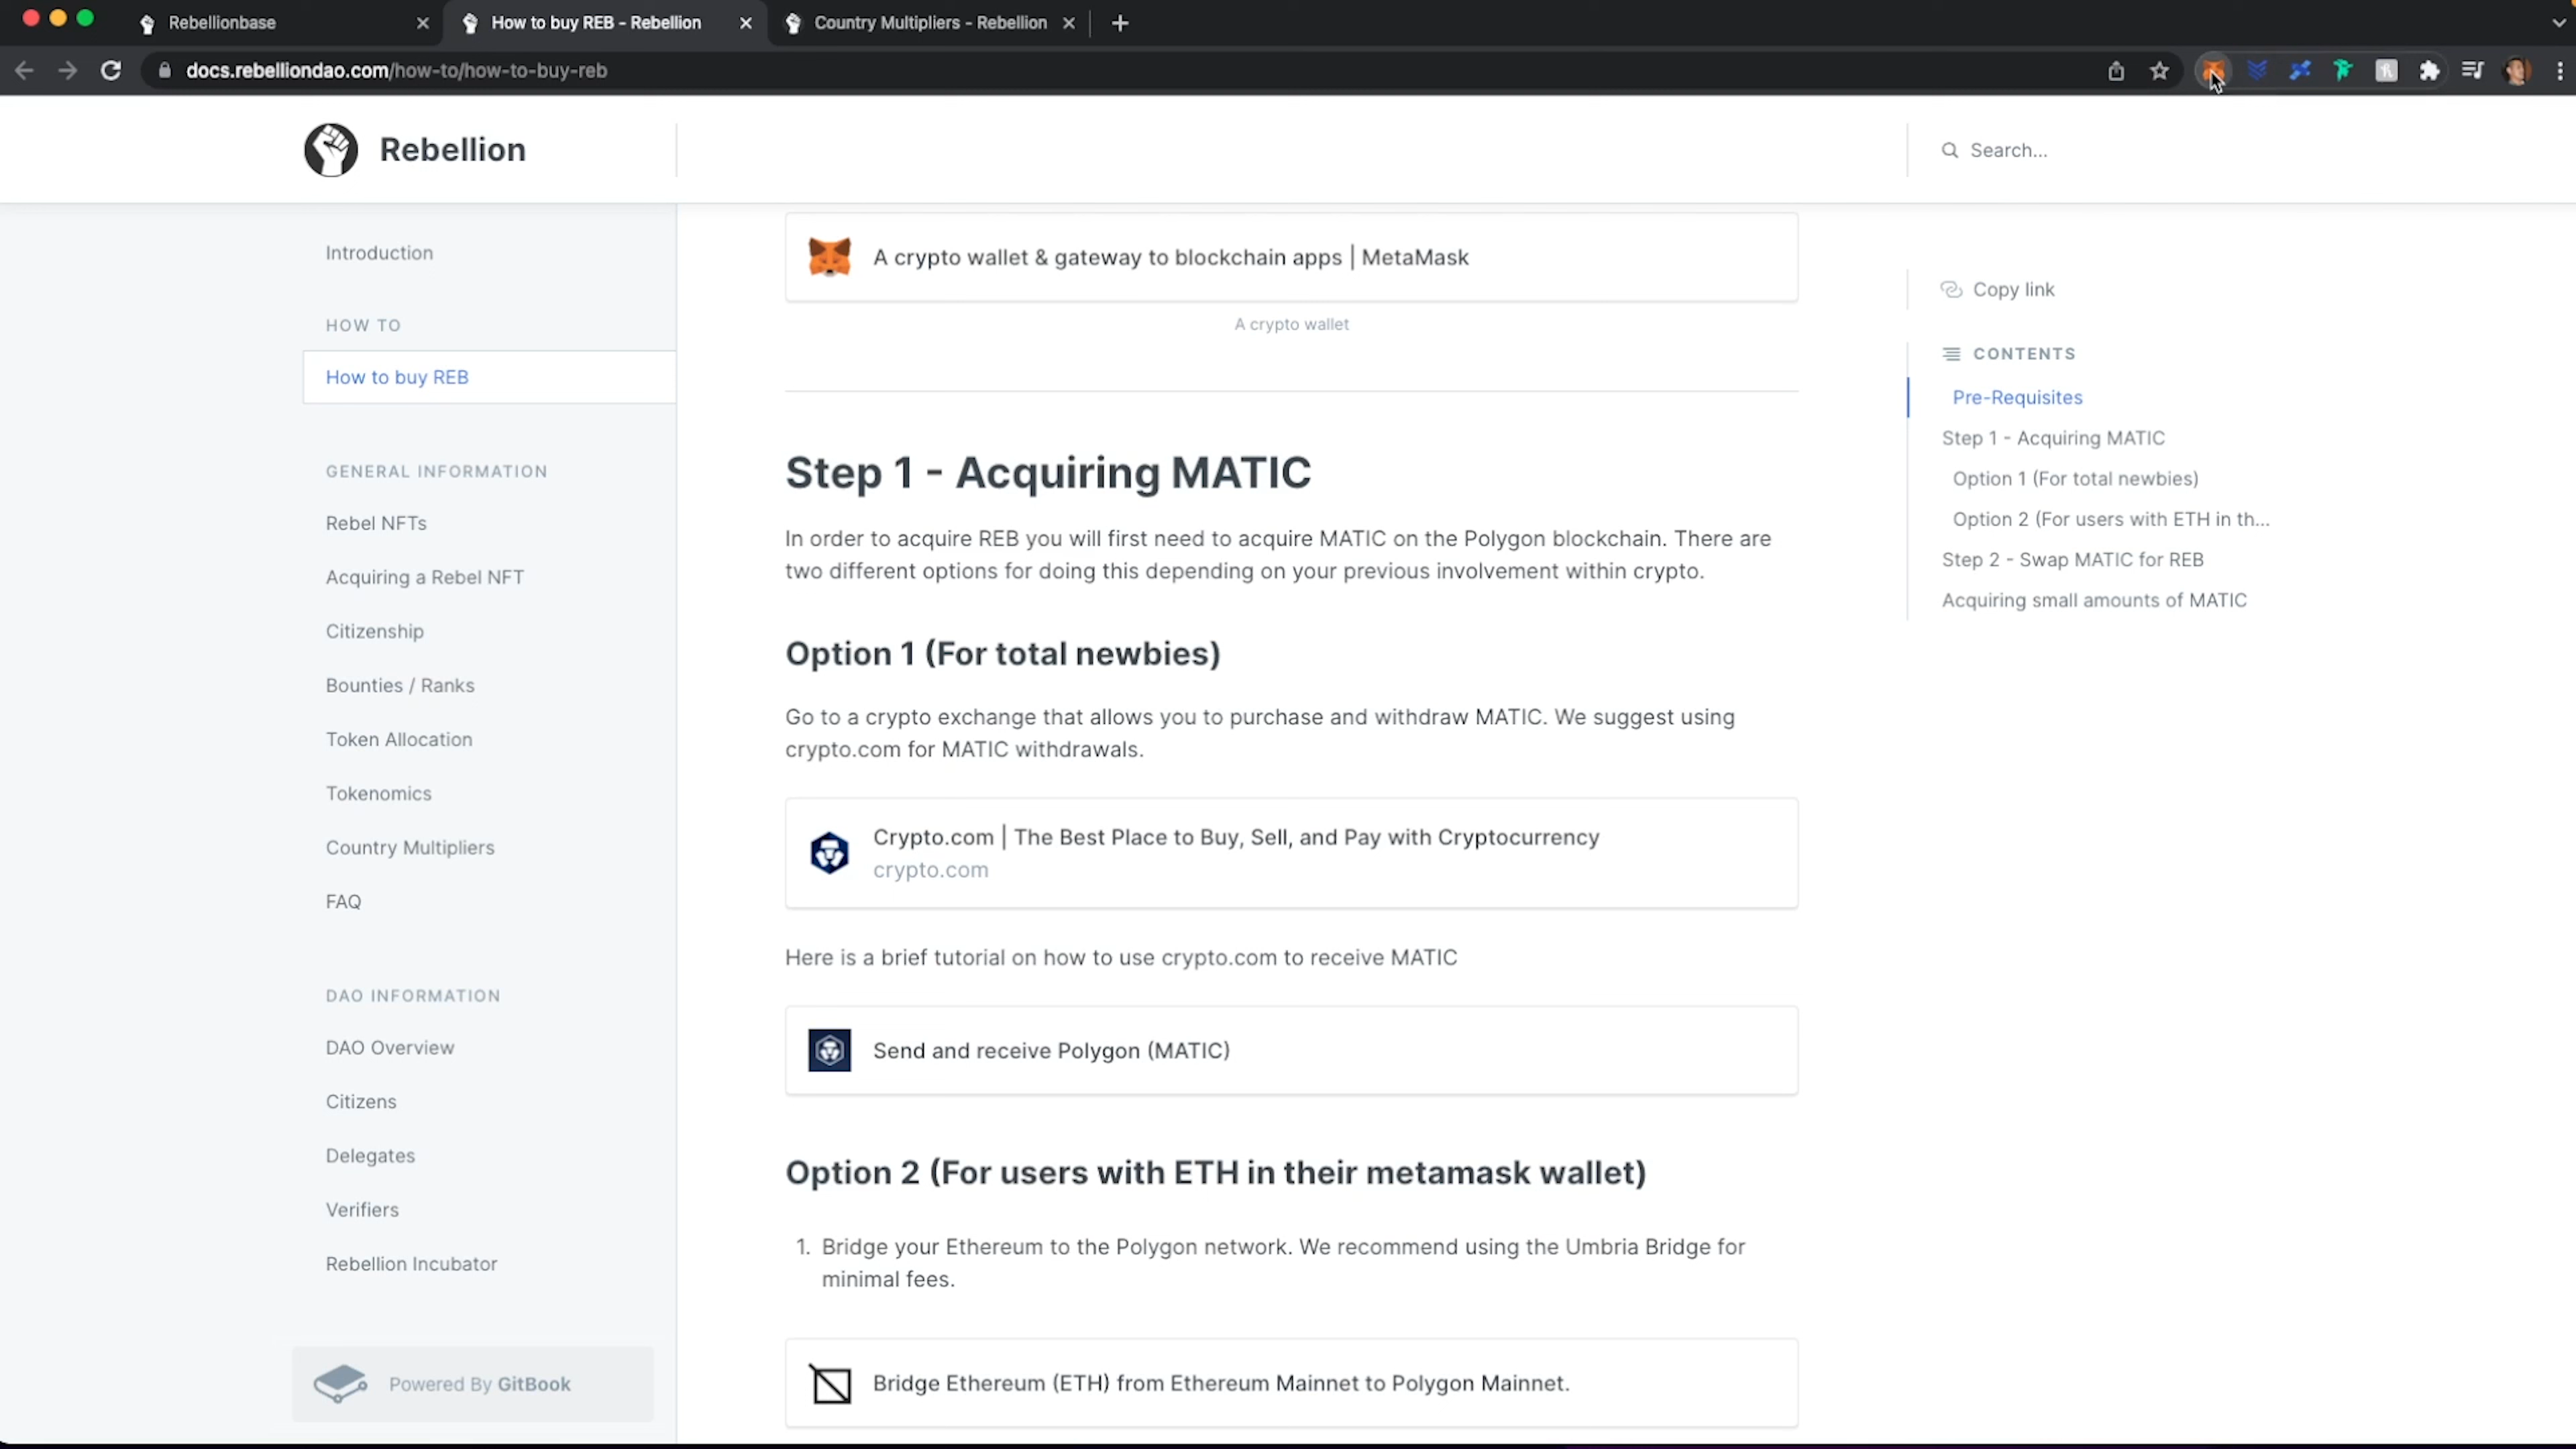 Rebellionbase
How to buy REB - Rebellion
Country Multipliers - Rebellion
docs.rebelliondao.com/how-to/how-to-buy-reb
Rebellion
Search...
Introduction
HOW TO
How to buy REB
GENERAL INFORMATION
Rebel NFTs
Acquiring a Rebel NFT
Citizenship
Bounties / Ranks
Token Allocation
Tokenomics
Country Multipliers
FAQ
DAO INFORMATION
DAO Overview
Citizens
Delegates
Verifiers
Rebellion Incubator
Powered By GitBook
A crypto wallet & gateway to blockchain apps | MetaMask
A crypto wallet
Step 1 - Acquiring MATIC
In order to acquire REB you will first need to acquire MATIC on the Polygon blockchain. There are
two different options for doing this depending on your previous involvement within crypto.
Option 1 (For total newbies)
Go to a crypto exchange that allows you to purchase and withdraw MATIC. We suggest using
crypto.com for MATIC withdrawals.
Crypto.com | The Best Place to Buy, Sell, and Pay with Cryptocurrency
crypto.com
Here is a brief tutorial on how to use crypto.com to receive MATIC
Send and receive Polygon (MATIC)
Option 2 (For users with ETH in their metamask wallet)
1. Bridge your Ethereum to the Polygon network. We recommend using the Umbria Bridge for
minimal fees.
Bridge Ethereum (ETH) from Ethereum Mainnet to Polygon Mainnet.
Copy link
CONTENTS
Pre-Requisites
Step 1 - Acquiring MATIC
Option 1 (For total newbies)
Option 2 (For users with ETH in th...
Step 2 - Swap MATIC for REB
Acquiring small amounts of MATIC